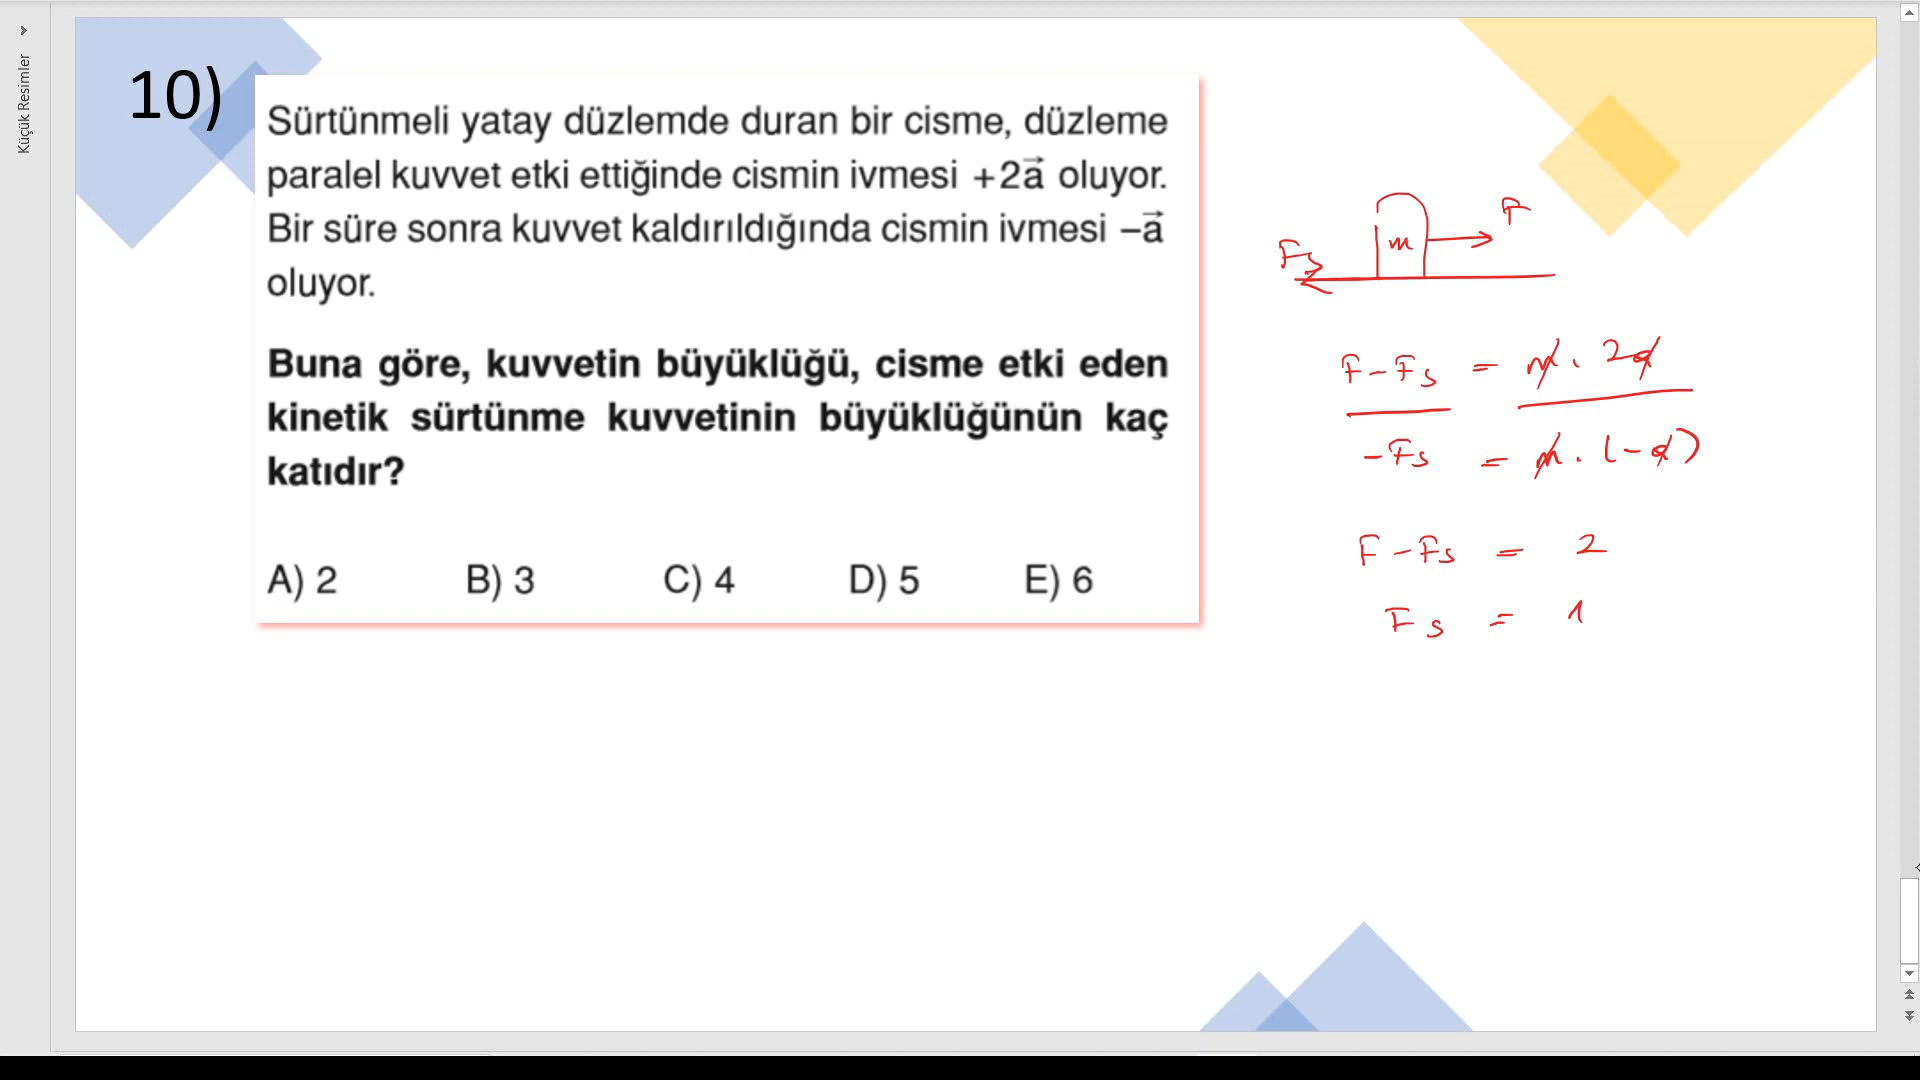 Küçük Resimler
10)
Sürtünmeli yatay düzlemde duran bir cisme, düzleme
paralel kuvvet etki ettiğinde cismin ivmesi +2a⃗ oluyor.
Bir süre sonra kuvvet kaldırıldığında cismin ivmesi −a⃗
oluyor.
Buna göre, kuvvetin büyüklüğü, cisme etki eden
kinetik sürtünme kuvvetinin büyüklüğünün kaç
katıdır?
A) 2 B) 3 C) 4 D) 5 E) 6
F
m
Fs
F-Fs = m. 2a
-Fs = m. (-a)
F-Fs = 2
Fs = 1